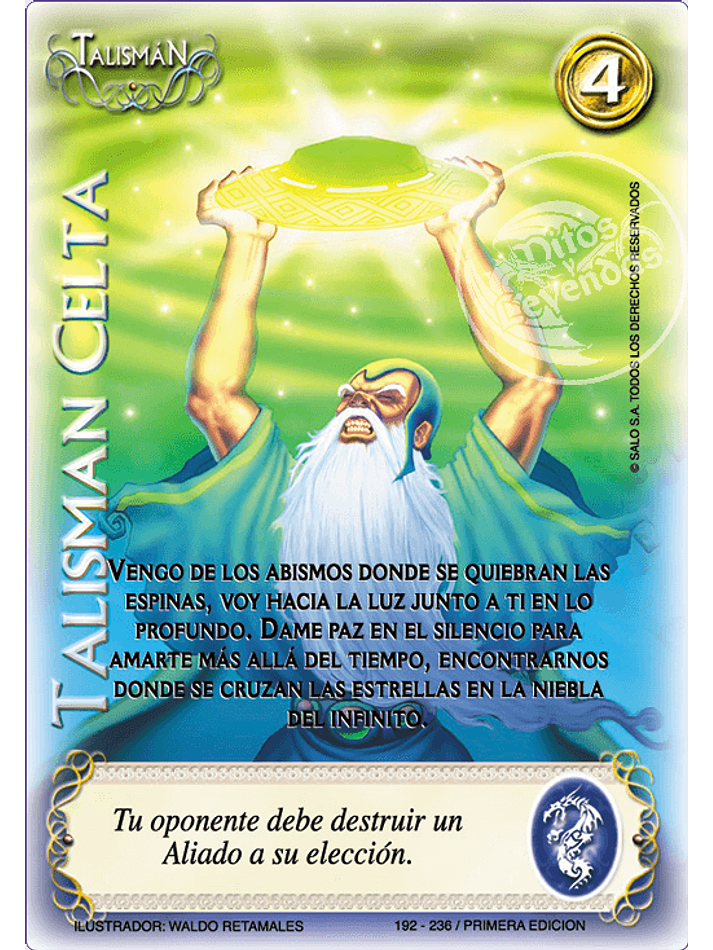 TALISMÁN
4
TALISMAN CELTA
Mitos
y
Leyendas
© SALO S.A. TODOS LOS DERECHOS RESERVADOS
VENGO DE LOS ABISMOS DONDE SE QUIEBRAN LAS
ESPINAS, VOY HACIA LA LUZ JUNTO A TI EN LO
PROFUNDO. DAME PAZ EN EL SILENCIO PARA
AMARTE MÁS ALLÁ DEL TIEMPO, ENCONTRARNOS
DONDE SE CRUZAN LAS ESTRELLAS EN LA NIEBLA
DEL INFINITO.
Tu oponente debe destruir un
Aliado a su elección.
ILUSTRADOR: WALDO RETAMALES
192 - 236 / PRIMERA EDICION